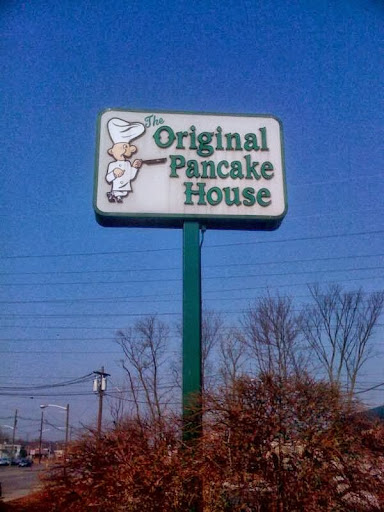 The
Original
Pancake
House